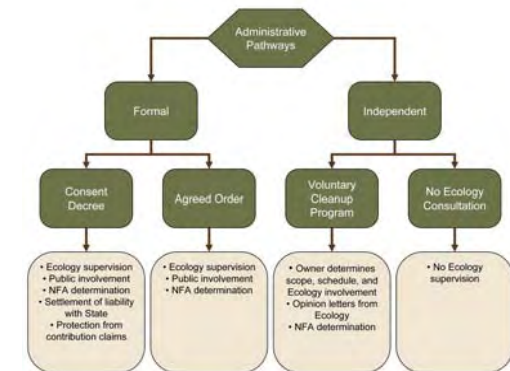 Administrative
Pathways
Formal
Independent
Consent
Decree
Agreed Order
Voluntary
Cleanup
Program
No Ecology
Consultation
• Ecology supervision
• Public involvement
• NFA determination
• Settlement of liability
with State
• Protection from
contribution claims
• Ecology supervision
• Public involvement
• NFA determination
• Owner determines
scope, schedule, and
Ecology involvement
• Opinion letters from
Ecology
• NFA determination
• No Ecology
supervision